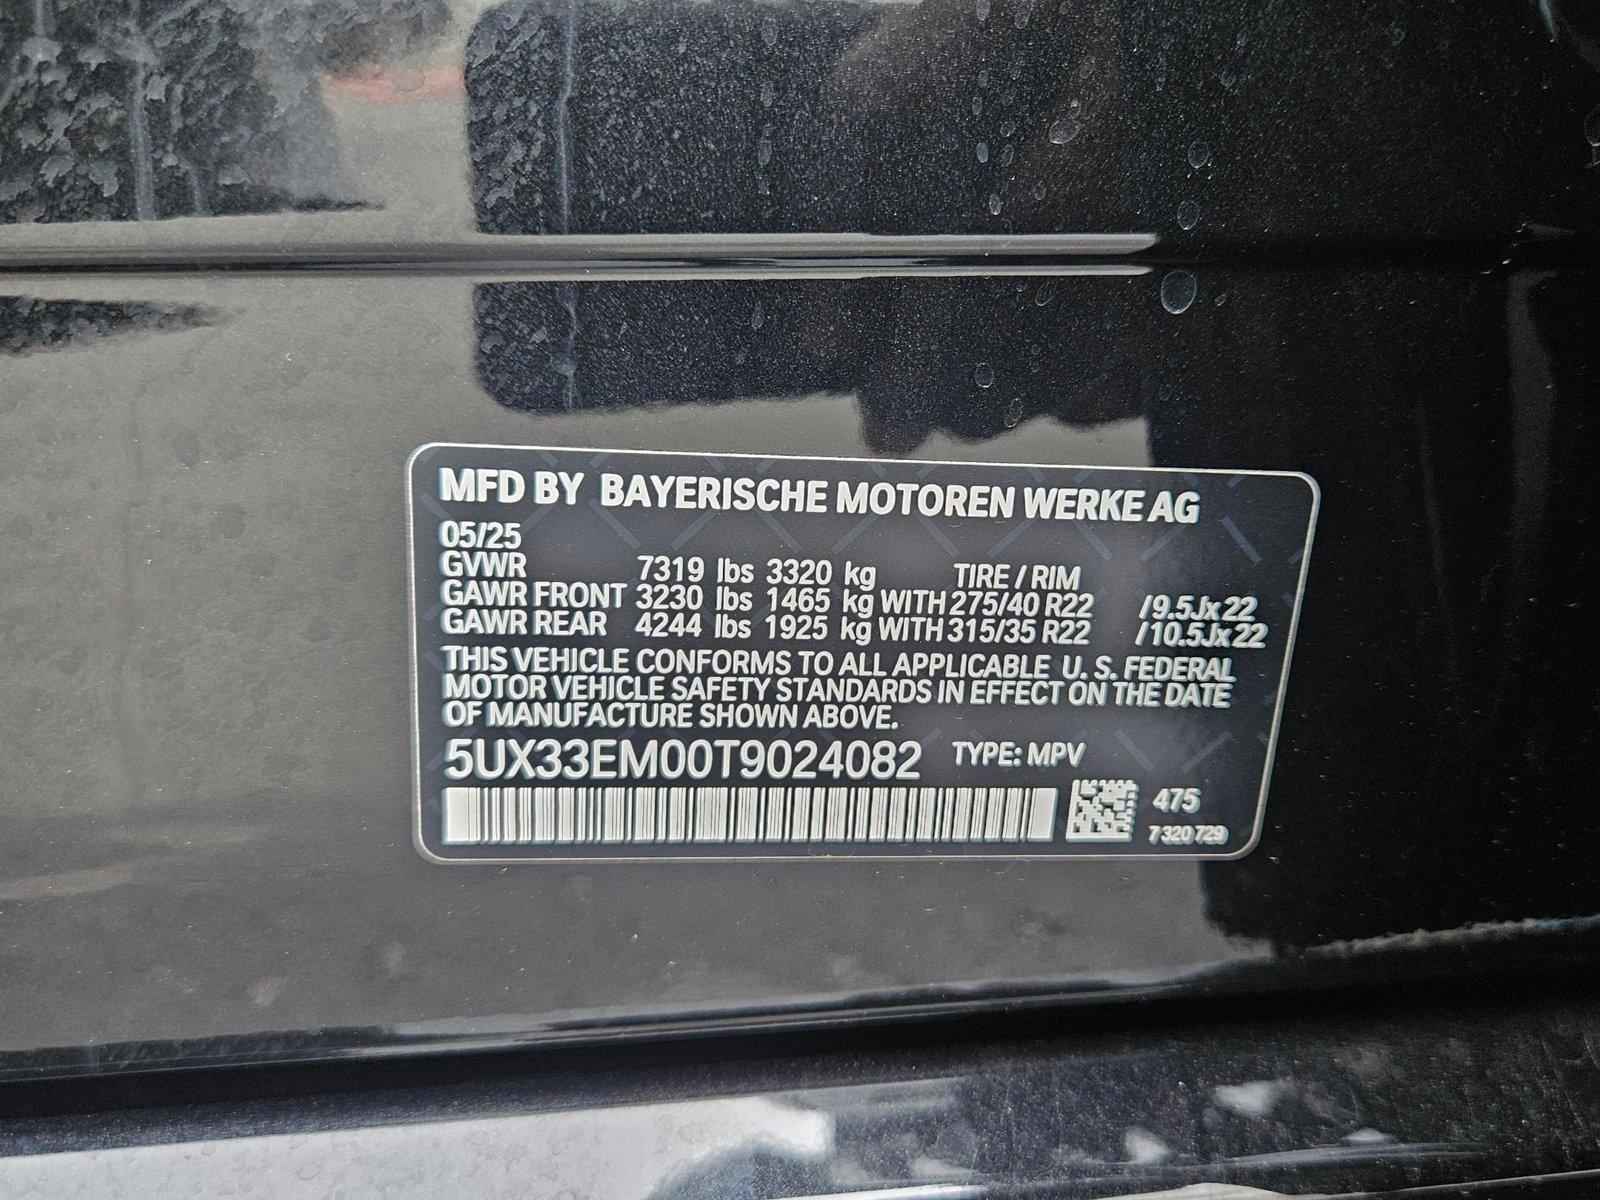 MFD BY BAYERISCHE MOTOREN WERKE AG
05/25
GVWR 7319 lbs 3320 kg TIRE / RIM
GAWR FRONT 3230 lbs 1465 kg WITH 275/40 R22 /9.5Jx22
GAWR REAR 4244 lbs 1925 kg WITH 315/35 R22 /10.5Jx22
THIS VEHICLE CONFORMS TO ALL APPLICABLE U. S. FEDERAL
MOTOR VEHICLE SAFETY STANDARDS IN EFFECT ON THE DATE
OF MANUFACTURE SHOWN ABOVE.
5UX33EM00T9024082 TYPE: MPV
475
7 320 729